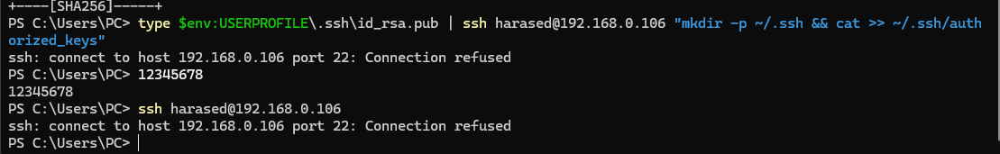 +----[SHA256]-----+
PS C:\Users\PC> type $env:USERPROFILE\.ssh\id_rsa.pub | ssh harased@192.168.0.106 "mkdir -p ~/.ssh && cat >> ~/.ssh/auth
orized_keys"
ssh: connect to host 192.168.0.106 port 22: Connection refused
PS C:\Users\PC> 12345678
12345678
PS C:\Users\PC> ssh harased@192.168.0.106
ssh: connect to host 192.168.0.106 port 22: Connection refused
PS C:\Users\PC>